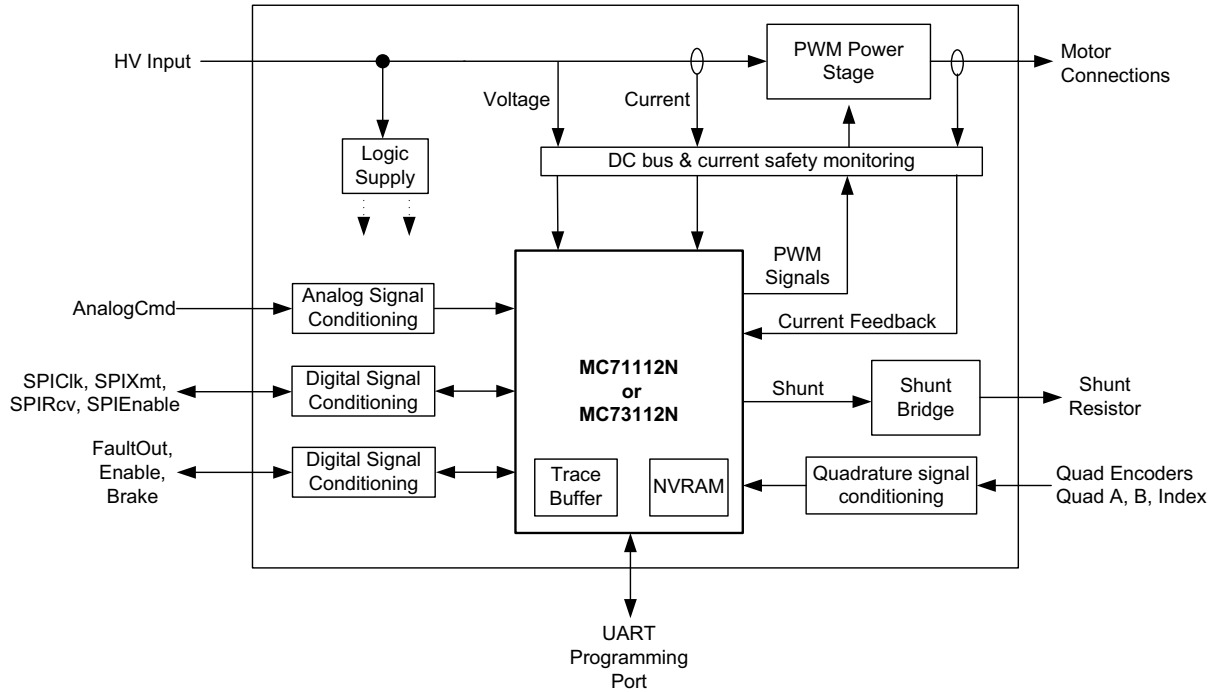 HV Input
PWM Power
Stage
Motor
Connections
Voltage
Current
Logic
Supply
DC bus & current safety monitoring
PWM
Signals
AnalogCmd
Analog Signal
Conditioning
Current Feedback
MC71112N
or
MC73112N
SPIClk, SPIXmt,
SPIRcv, SPIEnable
Digital Signal
Conditioning
Shunt
Shunt
Bridge
Shunt
Resistor
FaultOut,
Enable,
Brake
Digital Signal
Conditioning
Trace
Buffer
NVRAM
Quadrature signal
conditioning
Quad Encoders
Quad A, B, Index
UART
Programming
Port